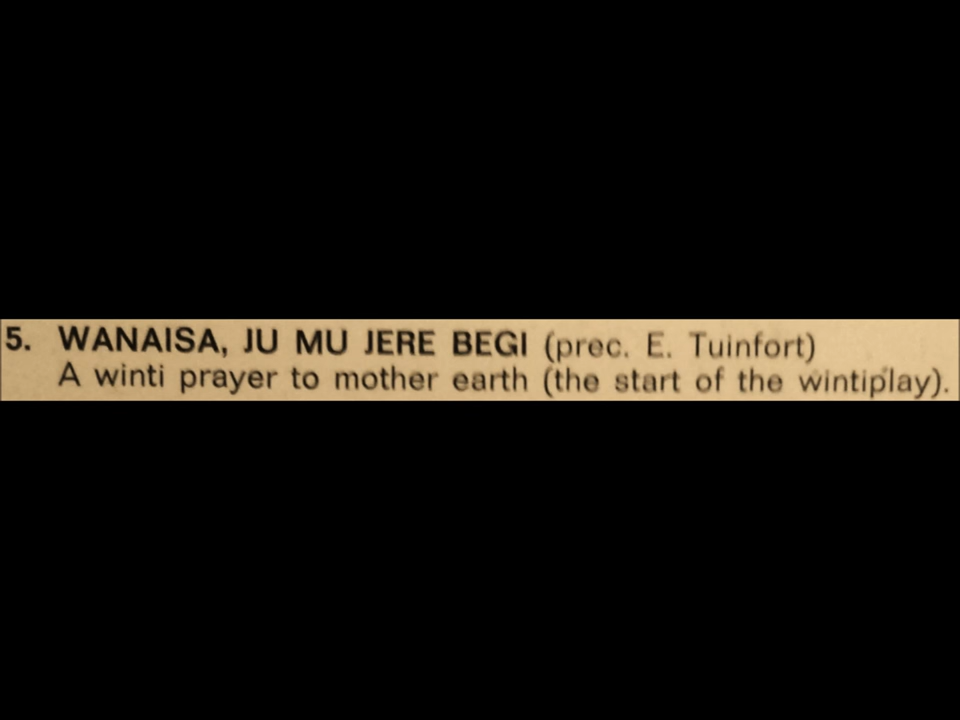 5. WANAISA, JU MU JERE BEGI (prec. E. Tuinfort)
A winti prayer to mother earth (the start of the wintiplay).